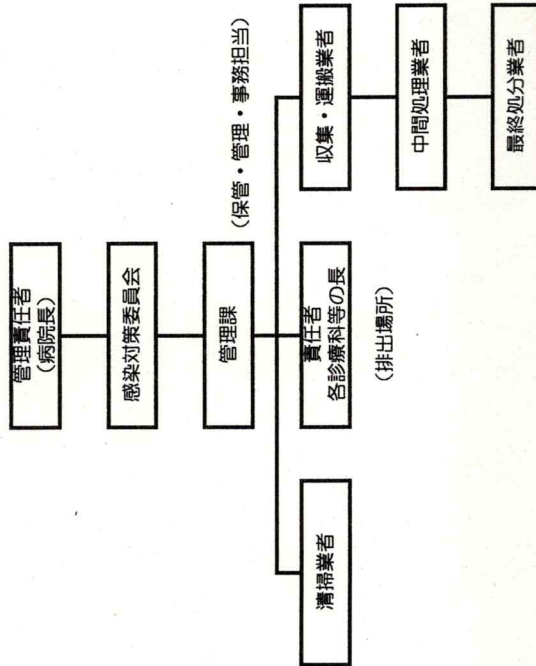 管理責任者
（病院長）
感染対策委員会
管理課
（保管・管理・事務担当）
清掃業者
責任者
各診療科等の長
（排出場所）
収集・運搬業者
中間処理業者
最終処分業者